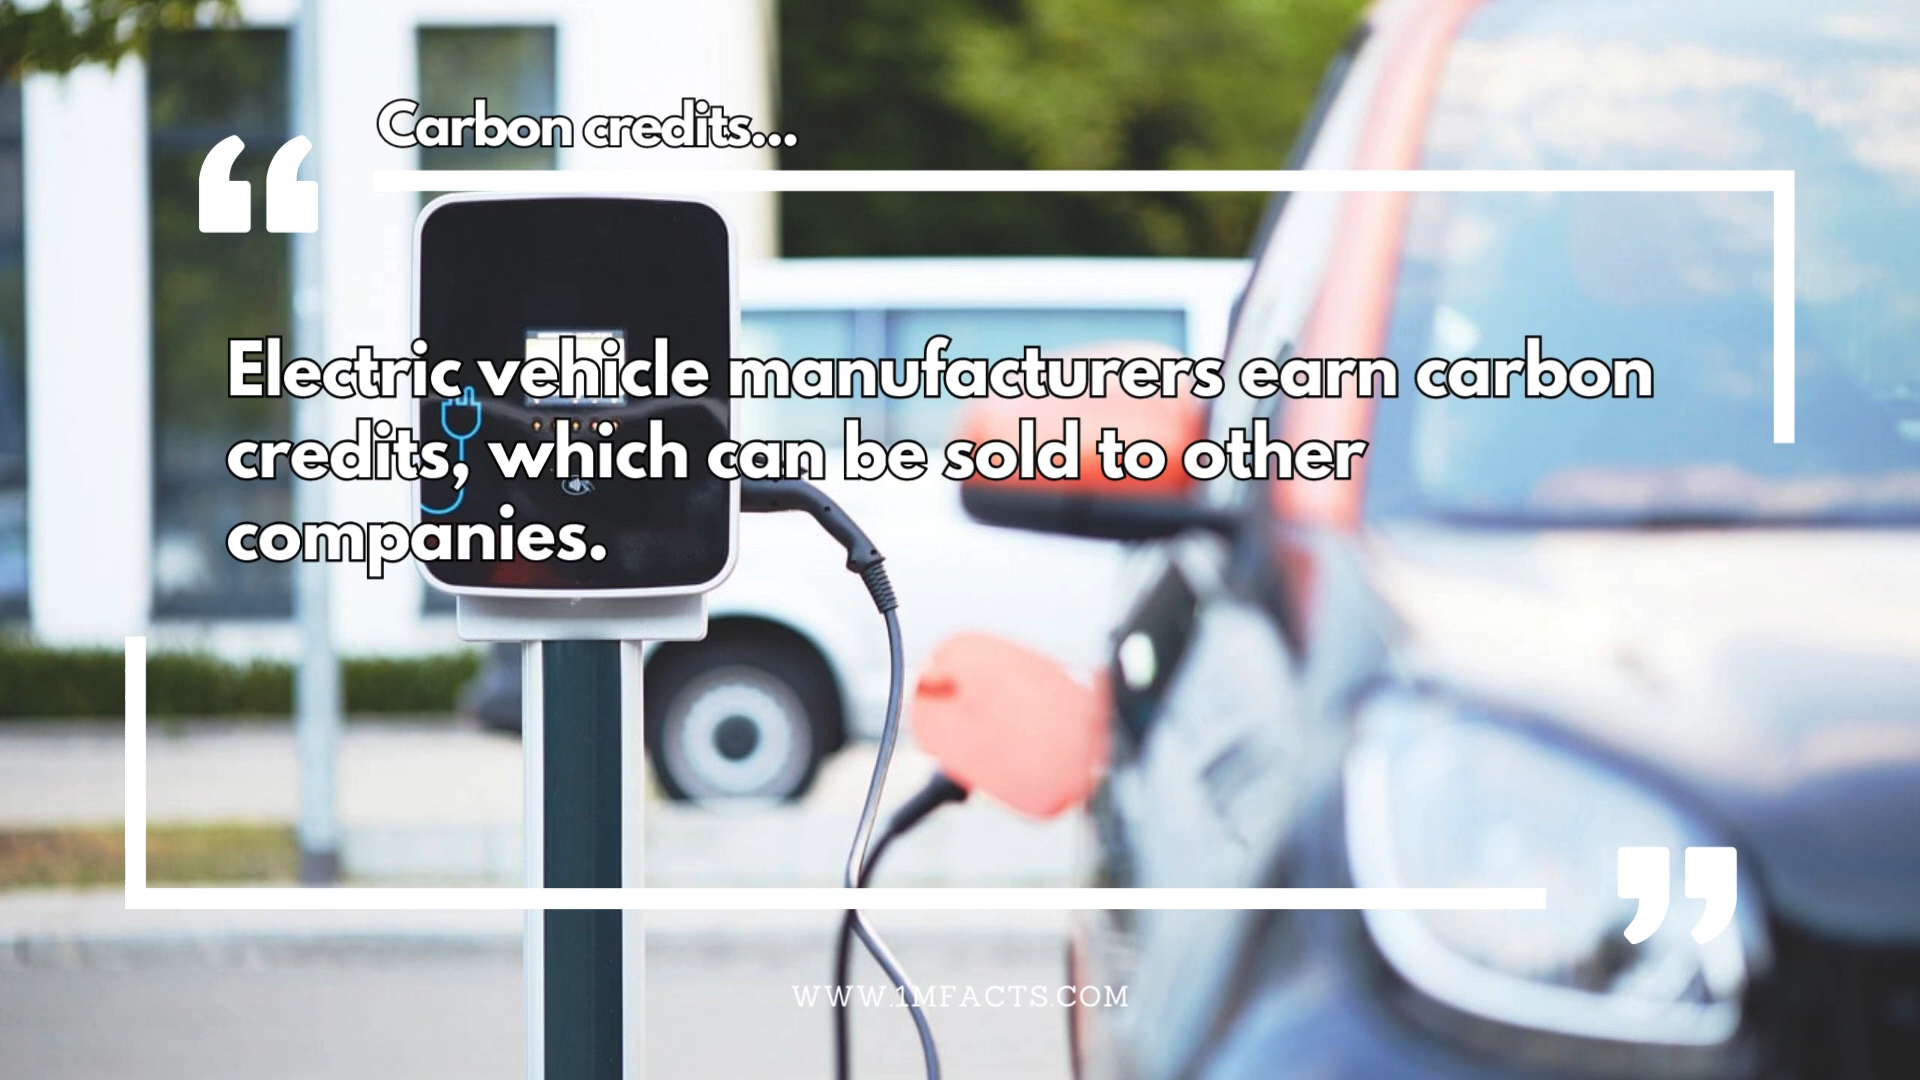 Carbon credits...
Electric vehicle manufacturers earn carbon
credits, which can be sold to other
companies.
WWW.1MFACTS.COM